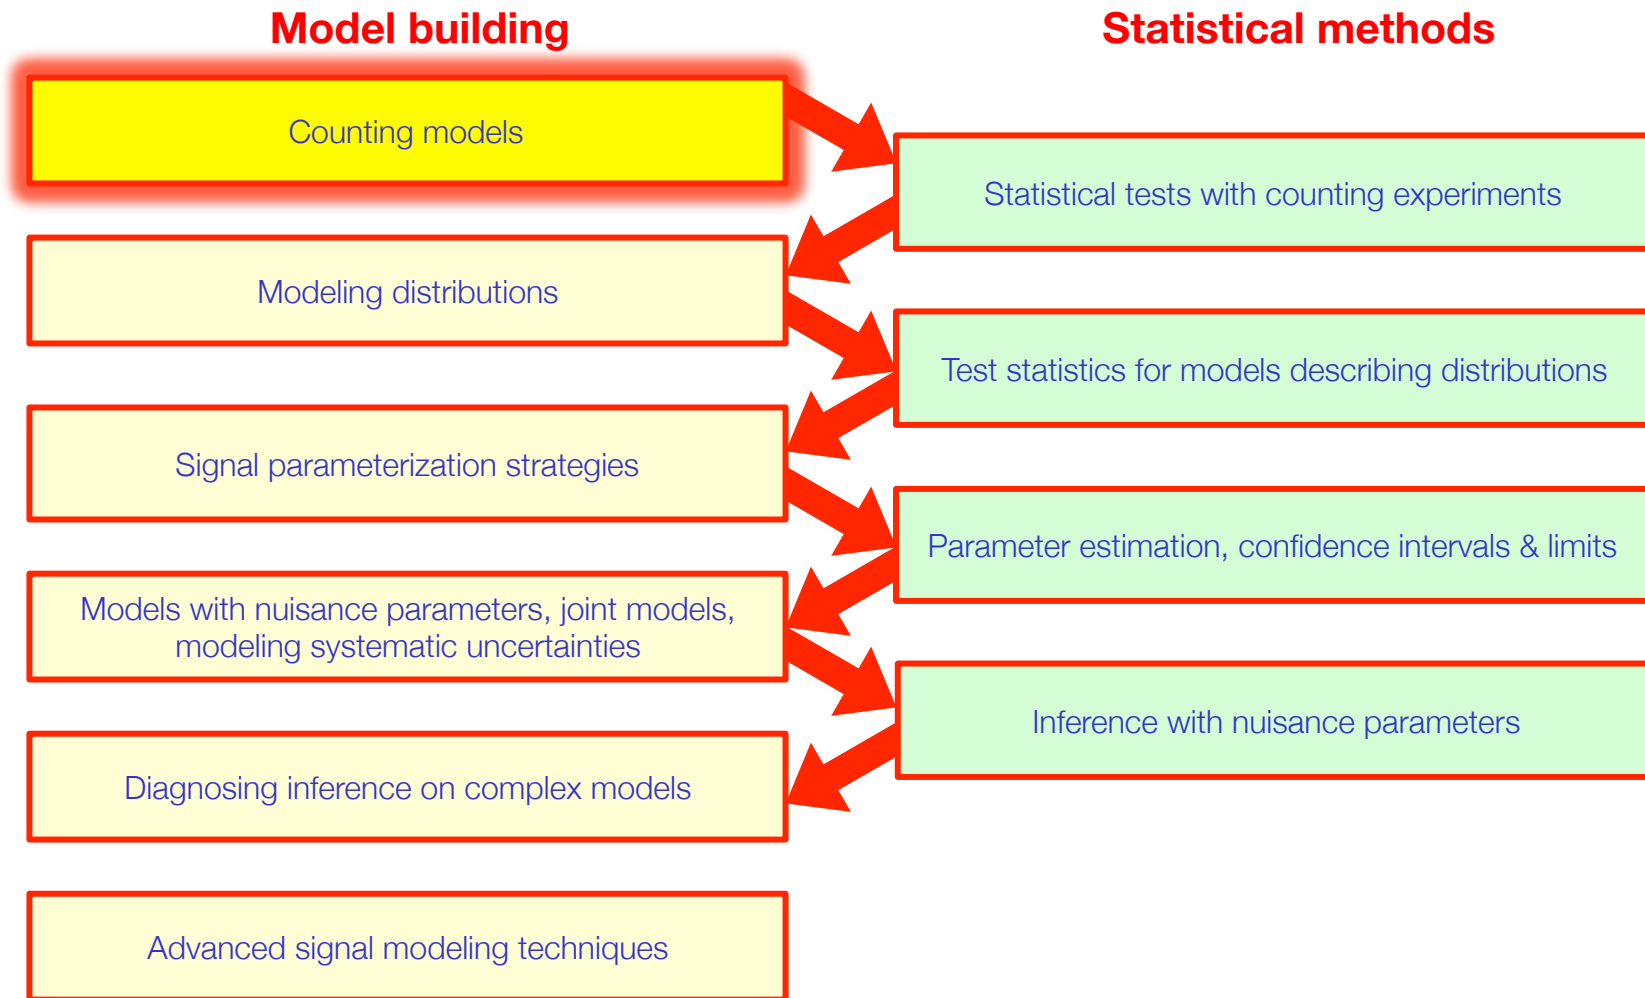 Model building
Statistical methods
Counting models
Statistical tests with counting experiments
Modeling distributions
Test statistics for models describing distributions
Signal parameterization strategies
Parameter estimation, confidence intervals & limits
Models with nuisance parameters, joint models,
modeling systematic uncertainties
Inference with nuisance parameters
Diagnosing inference on complex models
Advanced signal modeling techniques